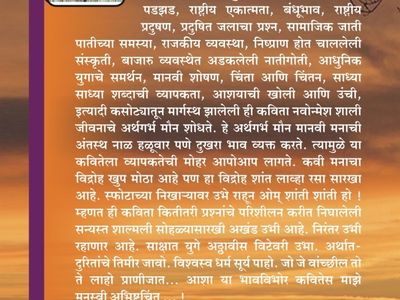 पडझड, राष्ट्रीय एकात्मता, बंधूभाव, राष्ट्रीय
प्रदुषण, प्रदुषित जलाचा प्रश्न, सामाजिक जाती
पातीच्या समस्या, राजकीय व्यवस्था, निष्प्राण होत चाललेली
संस्कृती, बाजारु व्यवस्थेत अडकलेली नातीगोती, आधुनिक
युगाचे समर्थन, मानवी शोषण, चिंता आणि चिंतन, साध्या
साध्या शब्दाची व्यापकता, आशयाची खोली आणि उंची,
इत्यादी कसोट्यातून मार्गस्थ झालेली ही कविता नवोन्मेश शाली
जीवनाचे अर्थगर्भ मौन शोधते. हे अर्थगर्भ मौन मानवी मनाची
अंतस्थ नाळ हळूवार पणे दुखरा भाव व्यक्त करते. त्यामुळे या
कवितेला व्यापकतेची मोहर आपोआप लागते. कवी मनाचा
विद्रोह खुप मोठा आहे पण हा विद्रोह शांत लाव्हा रसा सारखा
आहे. स्फोटाच्या निखाऱ्यावर उभे राहून ओम् शांती शांती हो !
म्हणत ही कविता कितीतरी प्रश्नांचे परिशीलन करीत निघालेली
सन्यस्त शाल्मली सोहळ्यासारखी अखंड उभी आहे. निरंतर उभी
रहाणार आहे. साक्षात युगे अठ्ठावीस विटेवरी उभा. अर्थात-
दुरितांचे तिमीर जावो. विश्वस्व धर्म सूर्य पाहो. जो जे वांच्छील तो
ते लाहो प्राणीजात... आशा या भावविभोर कवितेस माझे
मनस्वी अभिष्टचिंत... !